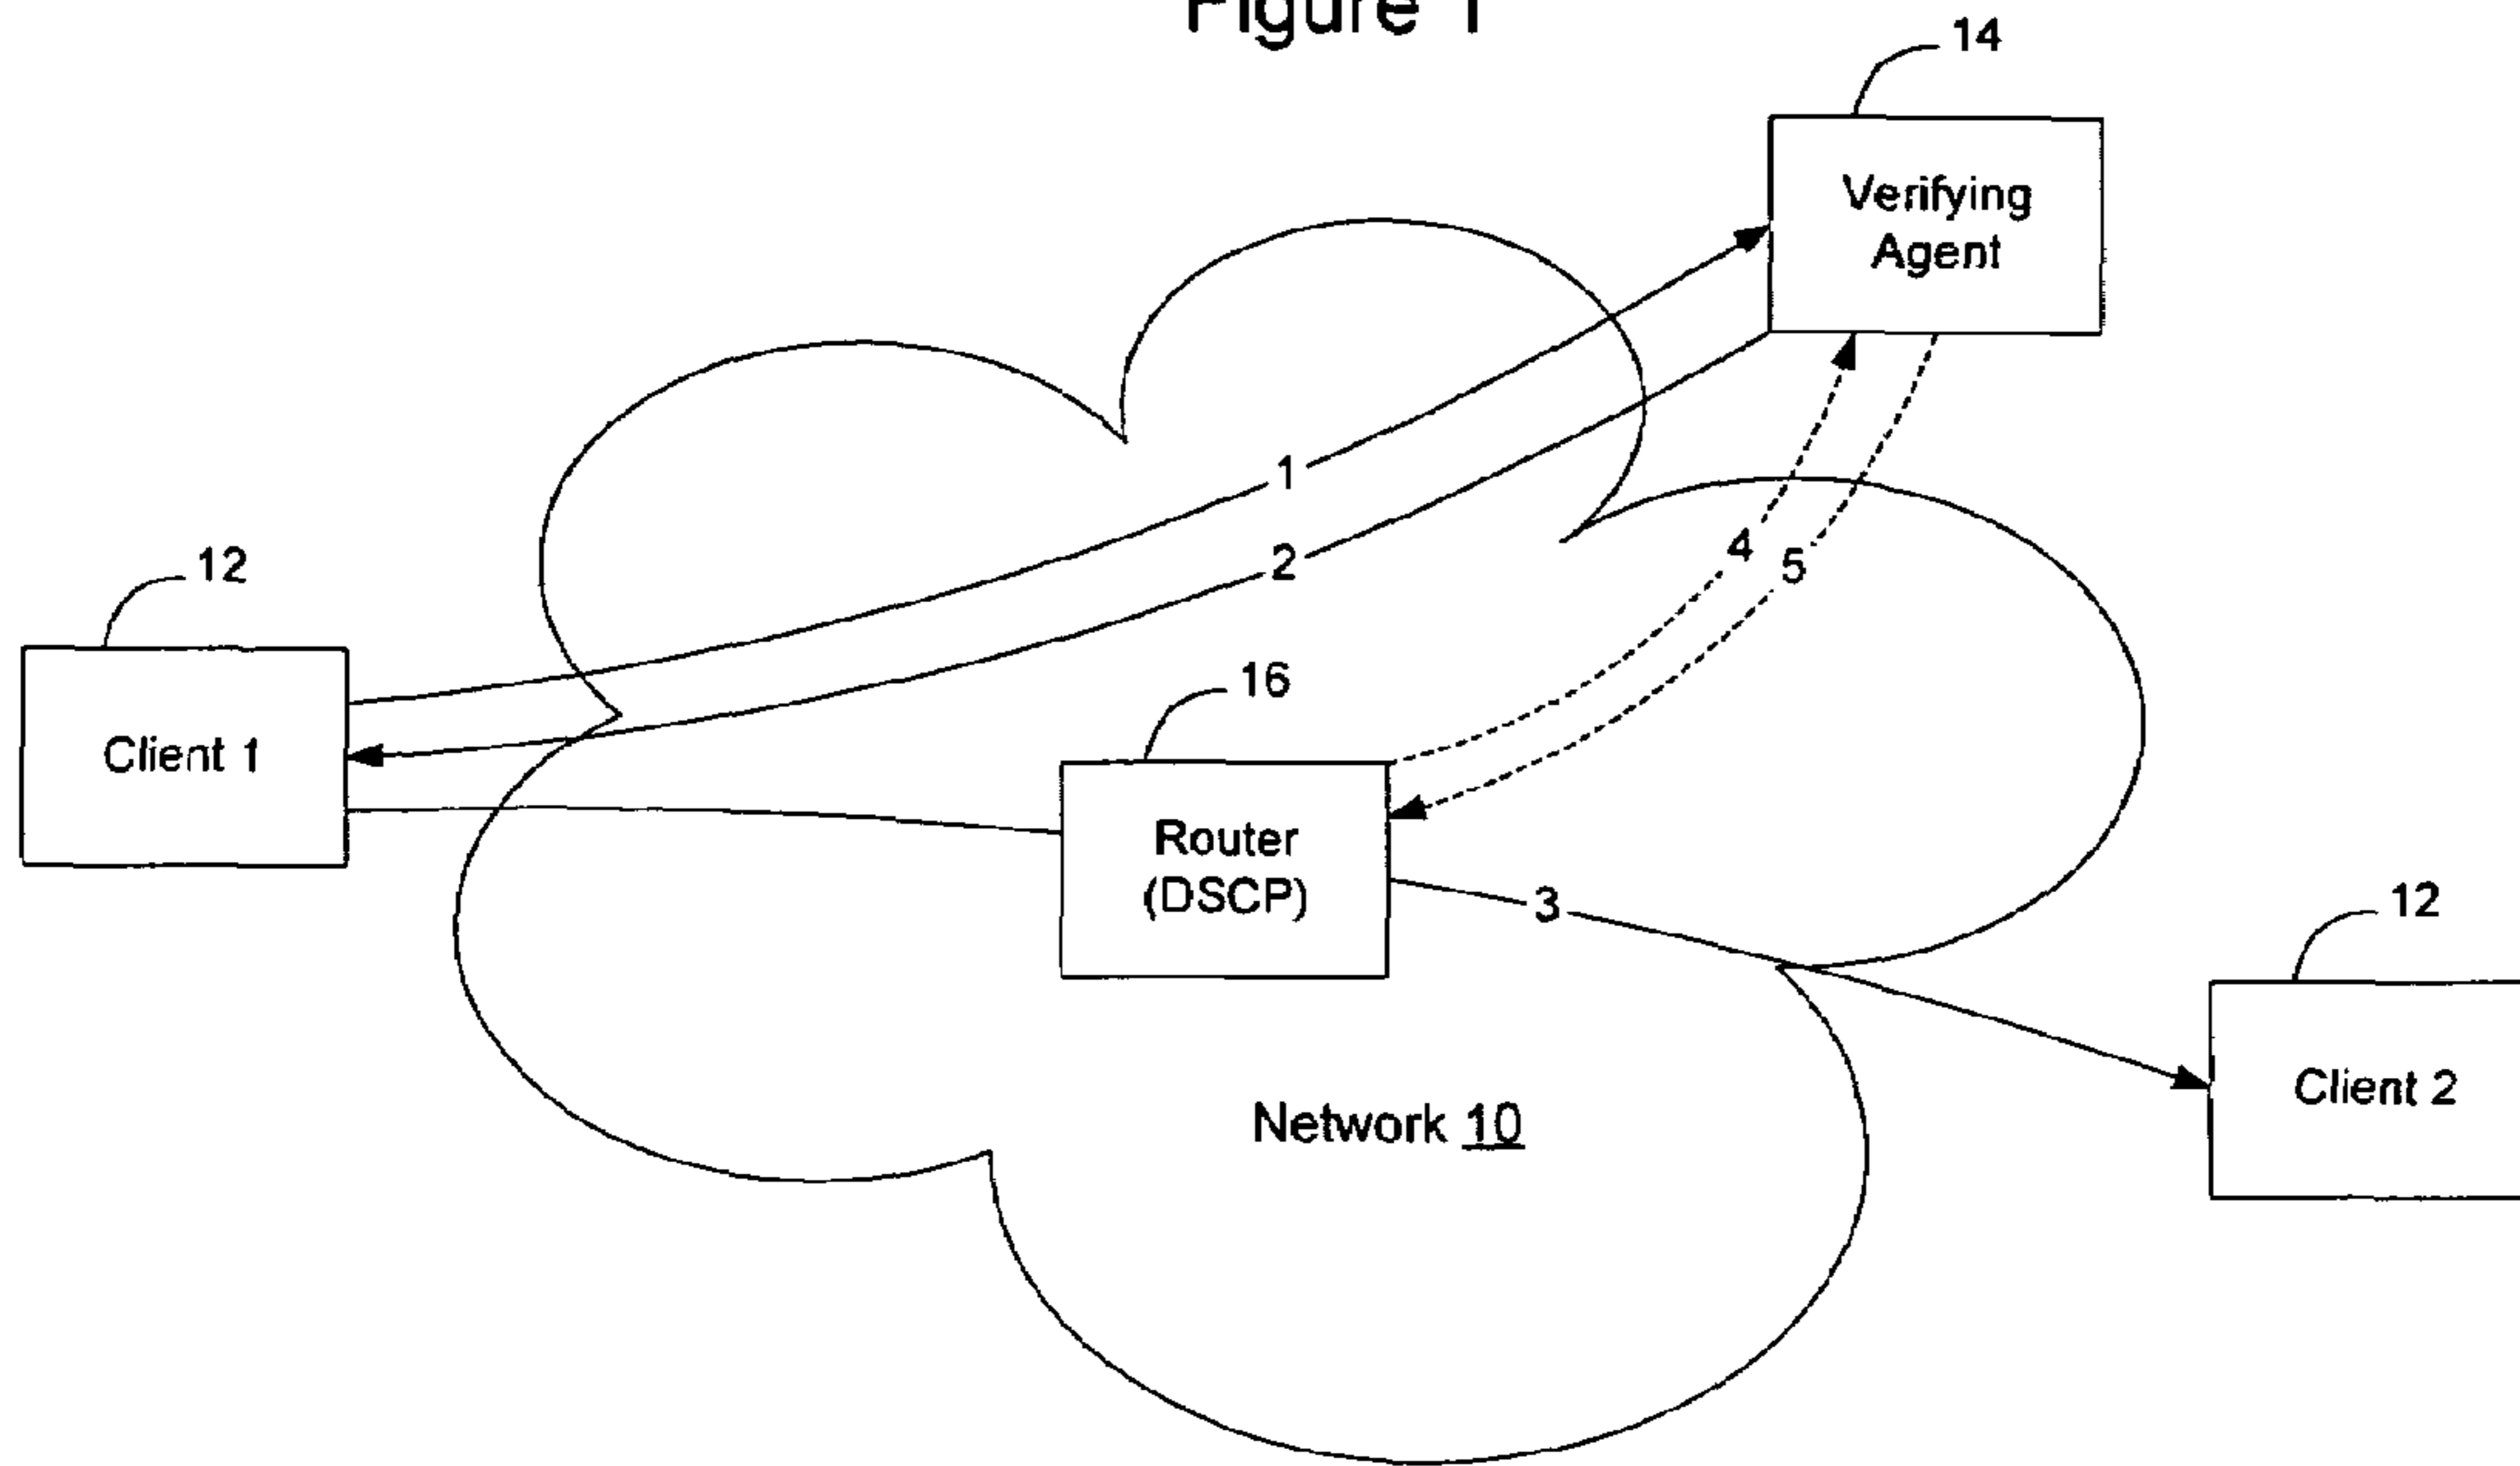 Figure 1
14
Verifying
Agent
1
2
4
5
12
Client 1
16
Router
(DSCP)
3
12
Client 2
Network 10